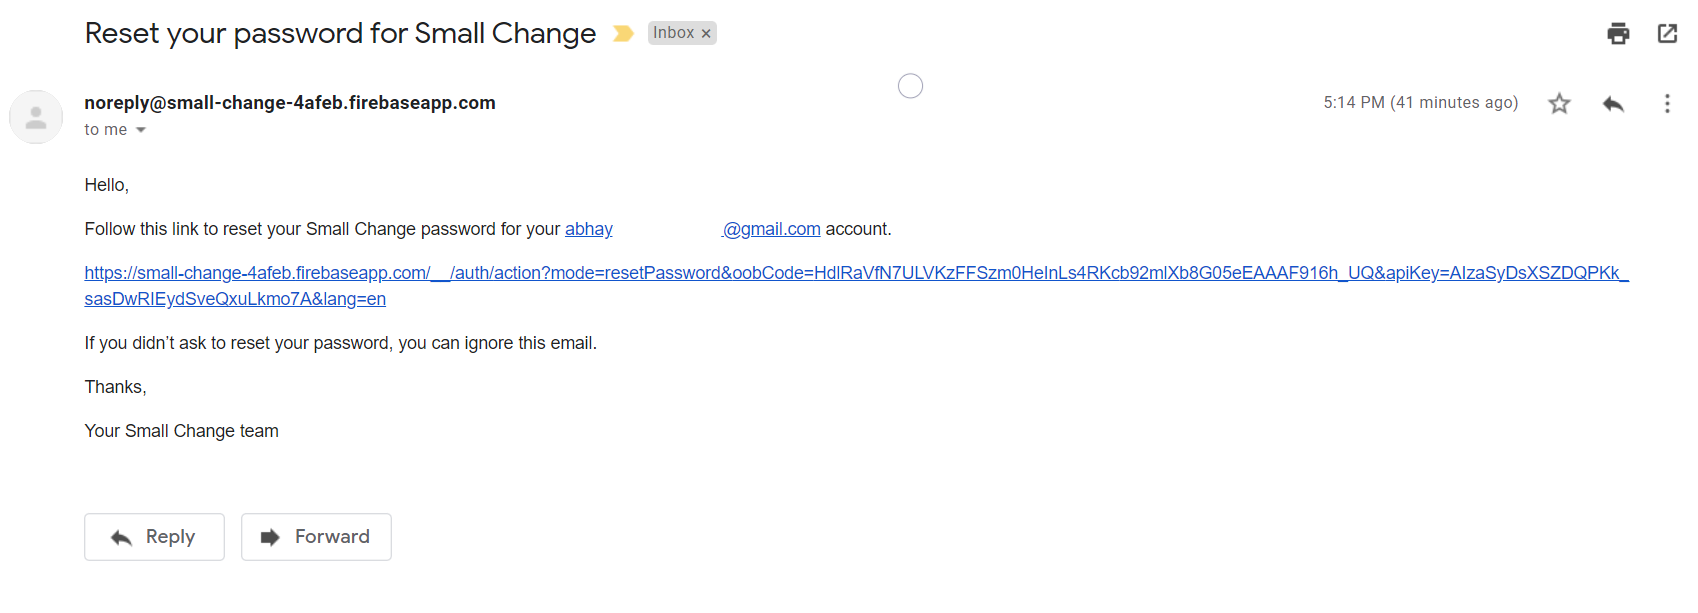 Reset your password for Small Change Inbox ×
noreply@small-change-4afeb.firebaseapp.com 5:14 PM (41 minutes ago)
to me
Hello,
Follow this link to reset your Small Change password for your abhay @gmail.com account.
https://small-change-4afeb.firebaseapp.com/__/auth/action?mode=resetPassword&oobCode=HdlRaVfN7ULVKzFFSzm0HeInLs4RKcb92mlXb8G05eEAAAF916h_UQ&apiKey=AIzaSyDsXSZDQPKk_
sasDwRIEydSveQxuLkmo7A&lang=en
If you didn’t ask to reset your password, you can ignore this email.
Thanks,
Your Small Change team
Reply Forward